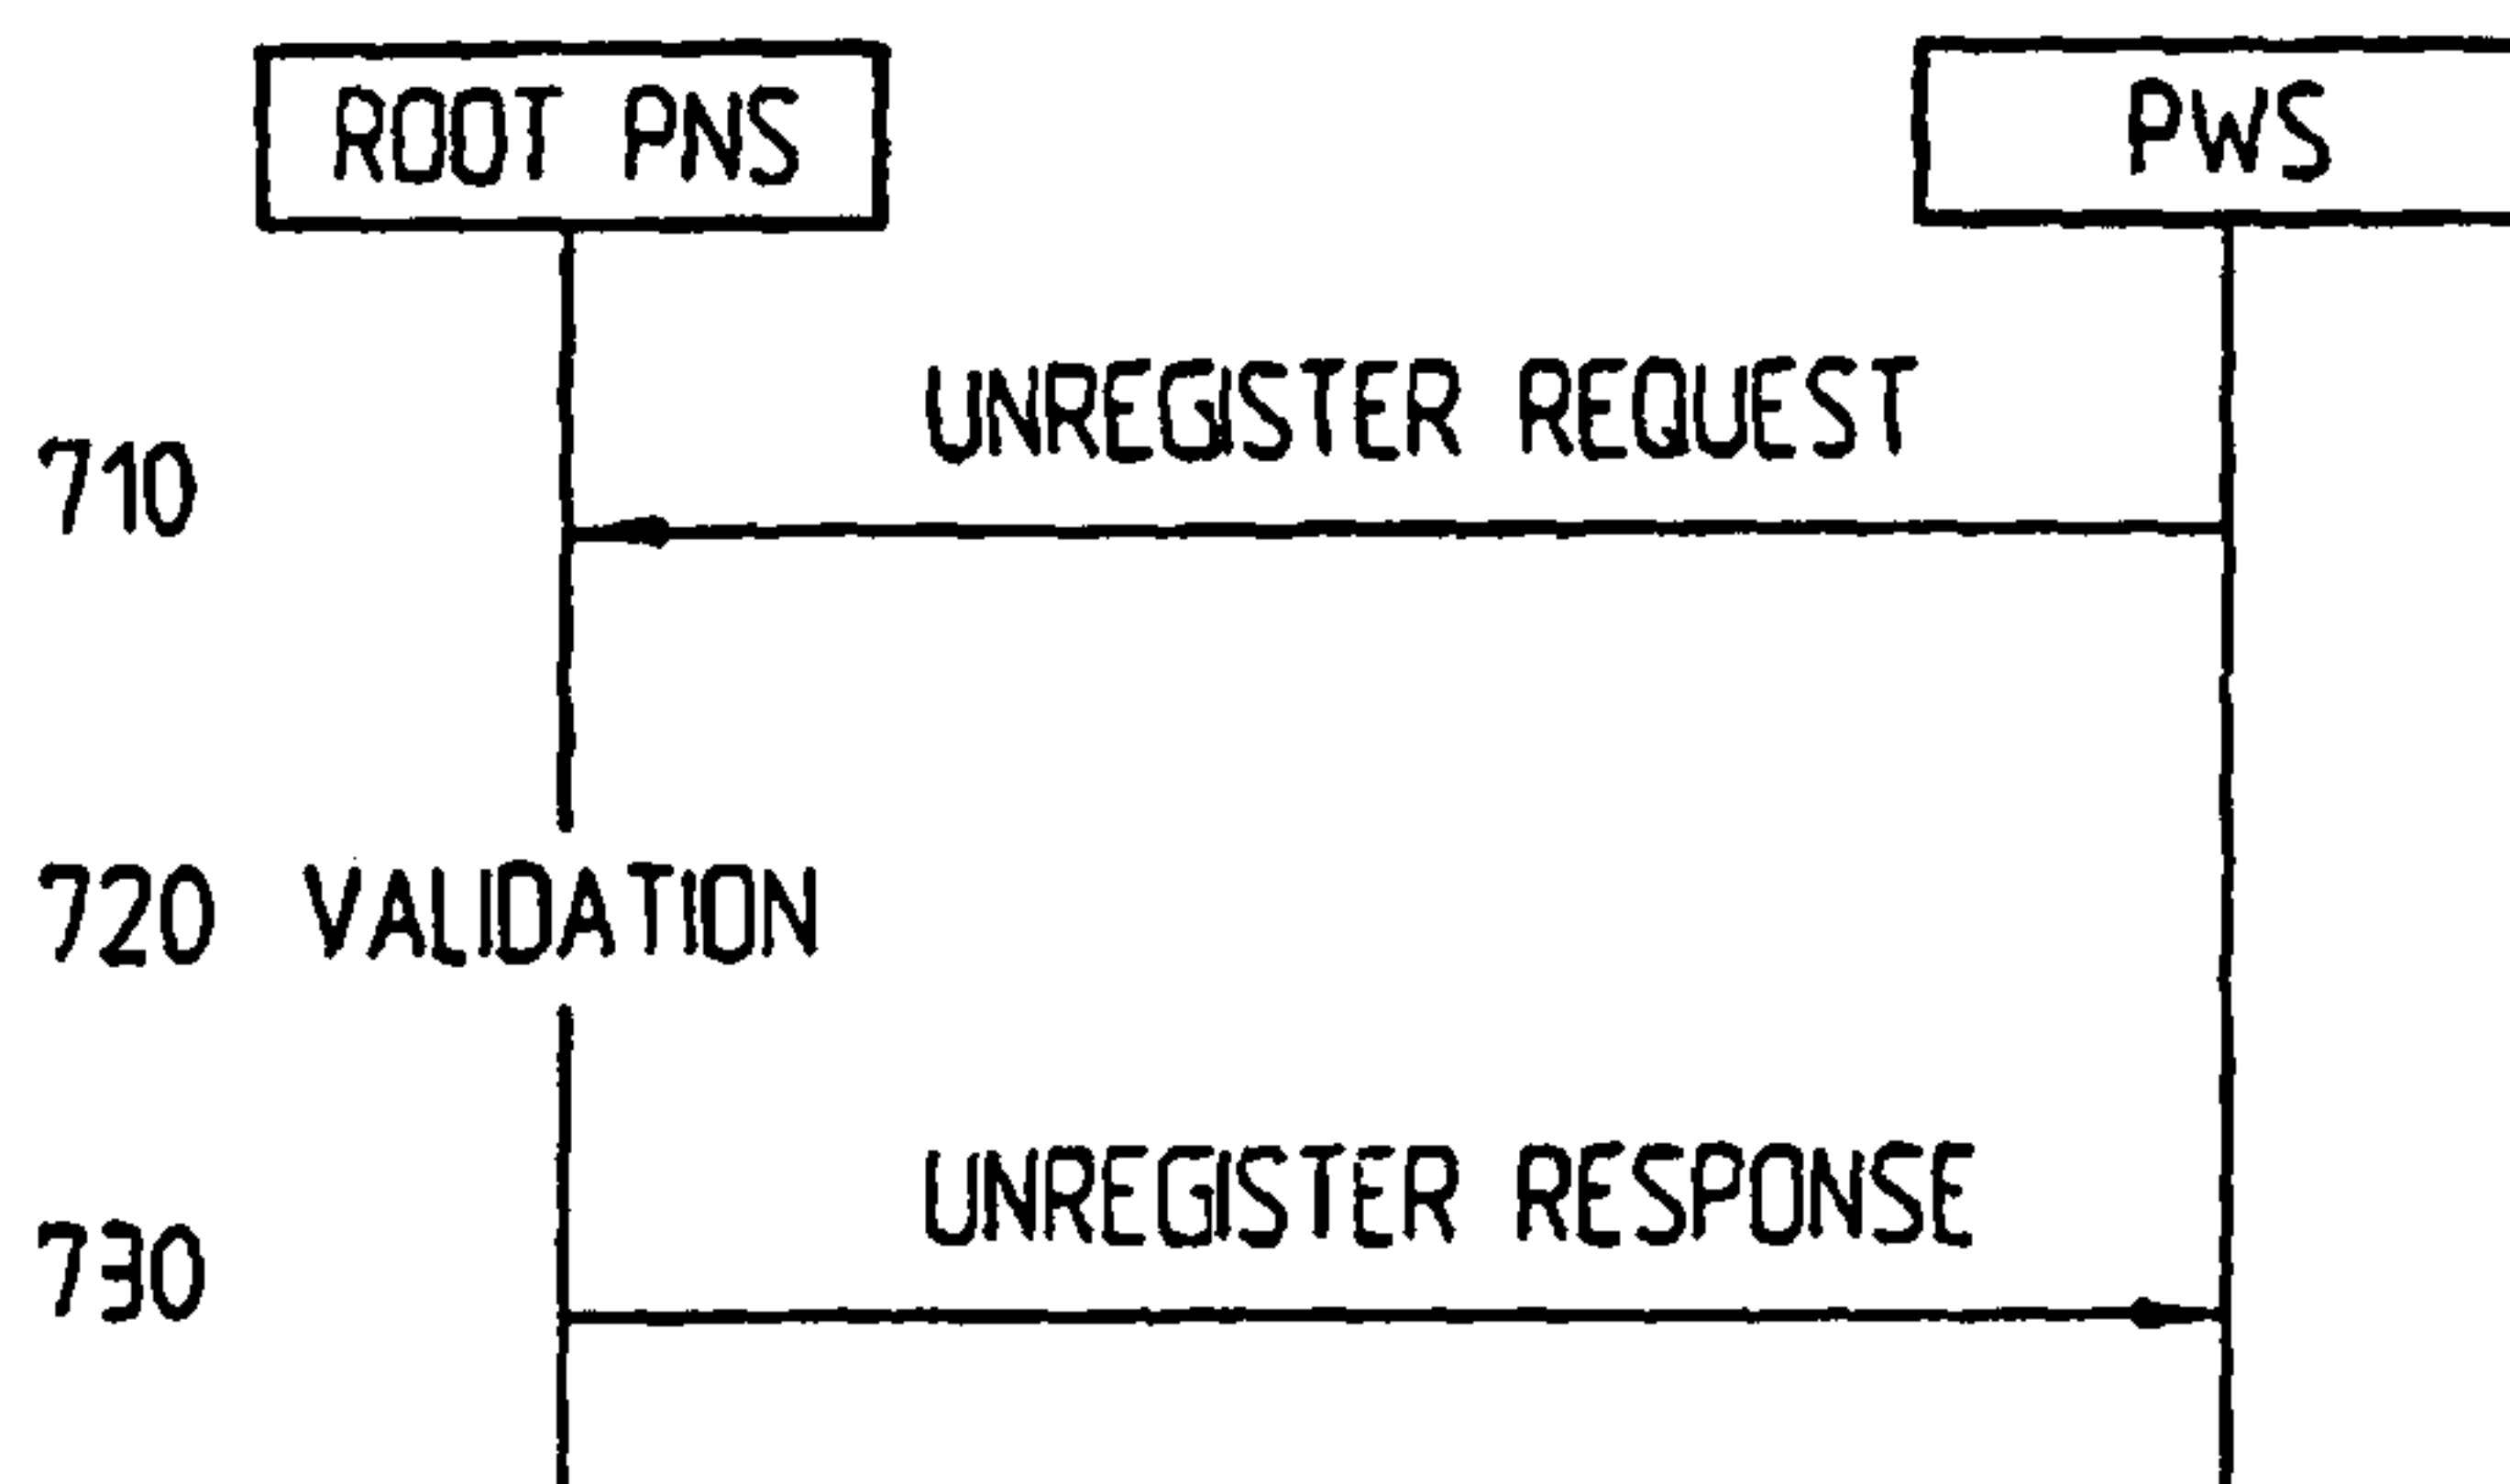 ROOT PNS
PWS
UNREGISTER REQUEST
710
720 VALIDATION
UNREGISTER RESPONSE
730